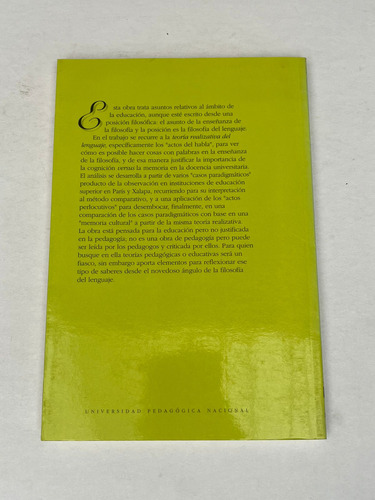 Esta obra trata asuntos relativos al ámbito de
la educación, aunque esté escrito desde una
posición filosófica: el asunto de la enseñanza de
la filosofía y la posición es la filosofía del lenguaje.
En el trabajo se recurre a la teoría realizativa del
lenguaje, específicamente los "actos del habla", para ver
cómo es posible hacer cosas con palabras en la enseñanza
de la filosofía, y de esa manera justificar la importancia de
la cognición versus la memoria en la docencia universitaria.
El análisis se desarrolla a partir de varios "casos paradigmáticos"
producto de la observación en instituciones de educación
superior en París y Xalapa, recurriendo para su interpretación
al método comparativo, y a una aplicación de los "actos
perlocutivos" para desembocar, finalmente, en una
comparación de los casos paradigmáticos con base en una
"memoria cultural" a partir de la misma teoría realizativa.
La obra está pensada para la educación pero no justificada
en la pedagogía; no es una obra de pedagogía pero puede
ser leída por los pedagogos y criticada por ellos. Para quien
busque en ella teorías pedagógicas o educativas será un
fiasco, sin embargo aporta elementos para reflexionar ese
tipo de saberes desde el novedoso ángulo de la filosofía
del lenguaje.
UNIVERSIDAD PEDAGÓGICA NACIONAL